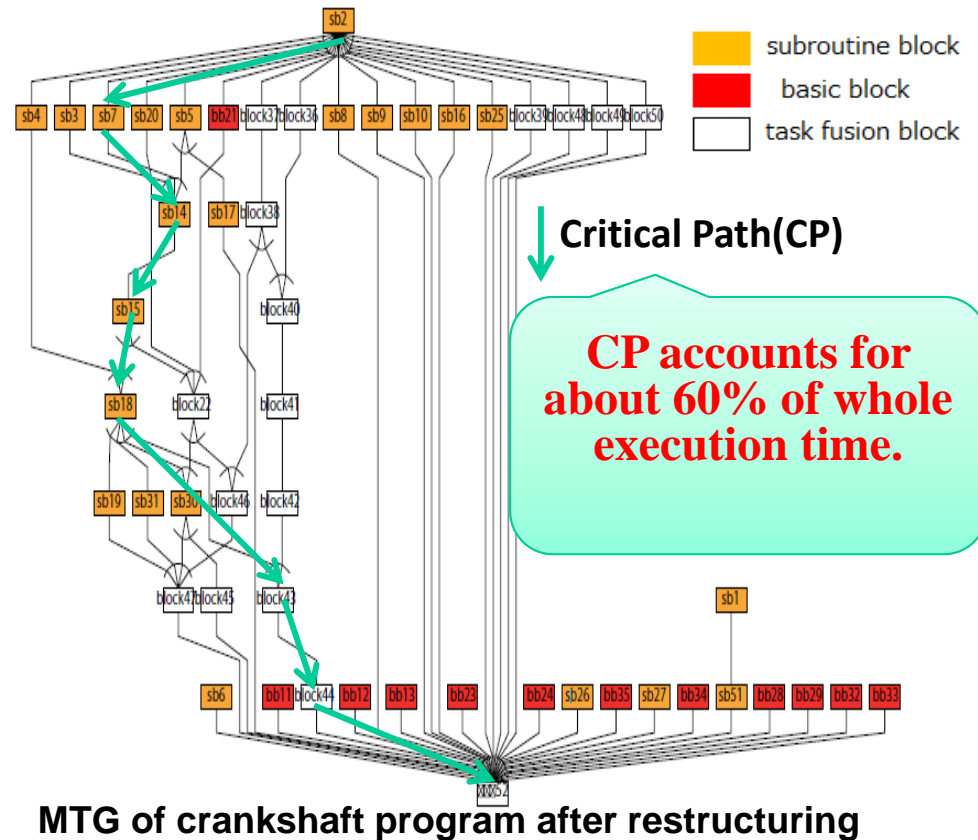 sb2
subroutine block
basic block
task fusion block
sb4 sb3 sb7 sb20 sb5 bb21 block37 block36 sb8 sb9 sb10 sb16 sb25 block39 block48 block49 block50
sb14 sb17 block38
Critical Path(CP)
sb15 block40
CP accounts for
about 60% of whole
execution time.
sb18 block22 block41
sb19 sb31 sb30 block46 block42
block47 block45 block43 sb1
sb6 bb11 block44 bb12 bb13 bb23 bb24 sb26 bb35 sb27 bb34 sb51 bb28 bb29 bb32 bb33
52
MTG of crankshaft program after restructuring